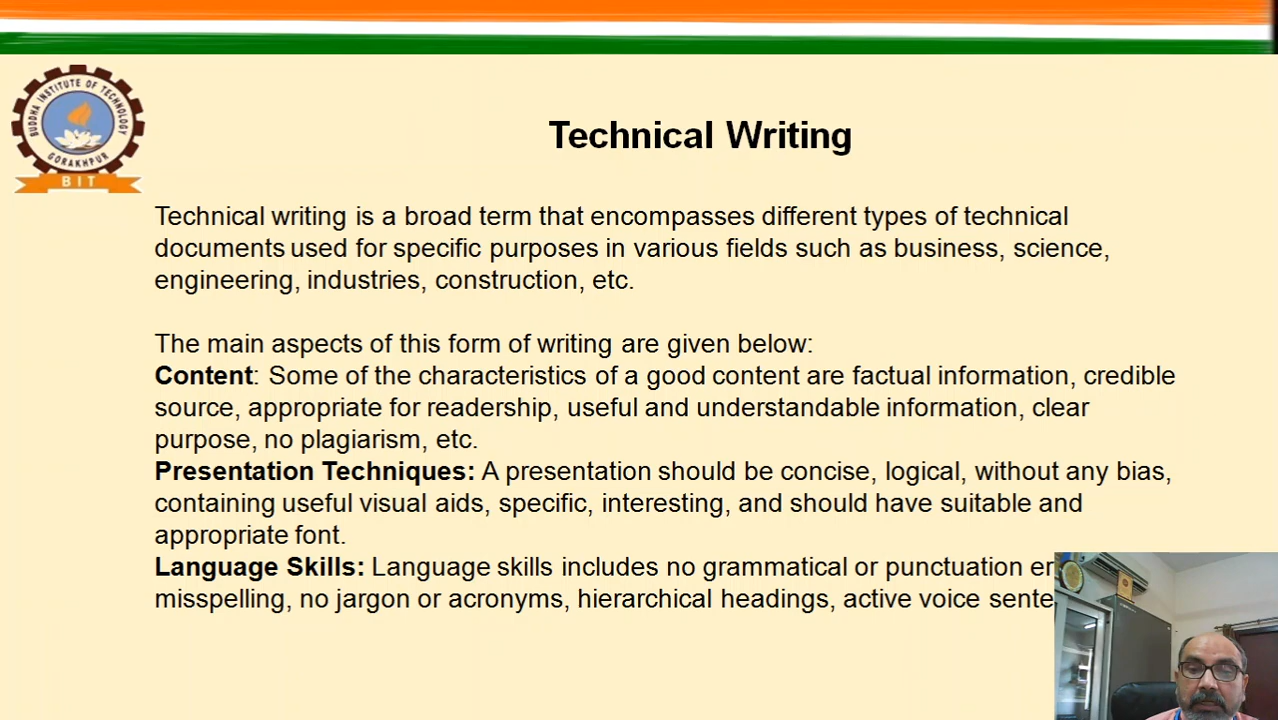 BUDDHA INSTITUTE OF TECHNOLOGY
GORAKHPUR
BIT
Technical Writing
Technical writing is a broad term that encompasses different types of technical
documents used for specific purposes in various fields such as business, science,
engineering, industries, construction, etc.
The main aspects of this form of writing are given below:
Content: Some of the characteristics of a good content are factual information, credible
source, appropriate for readership, useful and understandable information, clear
purpose, no plagiarism, etc.
Presentation Techniques: A presentation should be concise, logical, without any bias,
containing useful visual aids, specific, interesting, and should have suitable and
appropriate font.
Language Skills: Language skills includes no grammatical or punctuation
misspelling, no jargon or acronyms, hierarchical headings, active voice